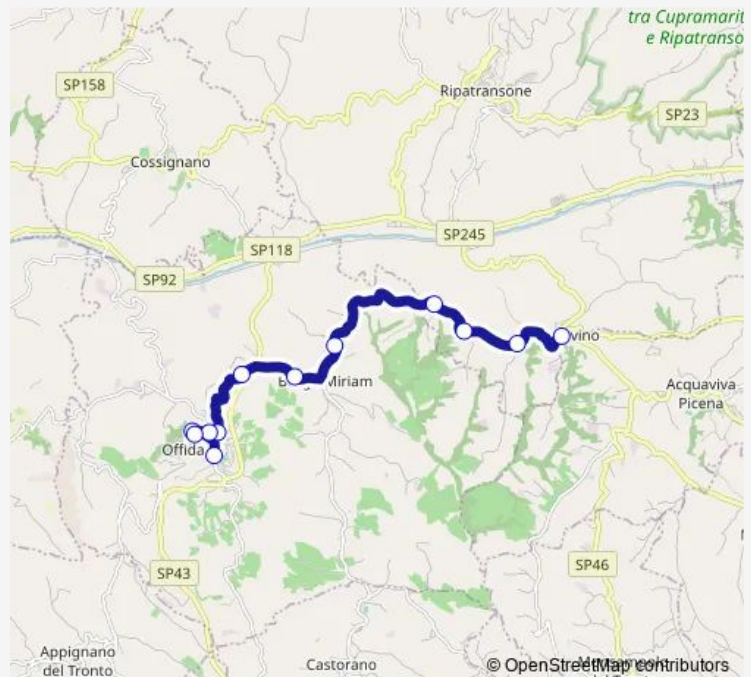 tra Cupramarit
e Ripatranso
SP158
Ripatransone
SP23
Cossignano
SP245
SP118
SP92
vino
Miriam
Acquaviva
Picena
Offida
SP46
SP43
Appignano
del Tronto
Castorano
© OpenStreetMap contributors